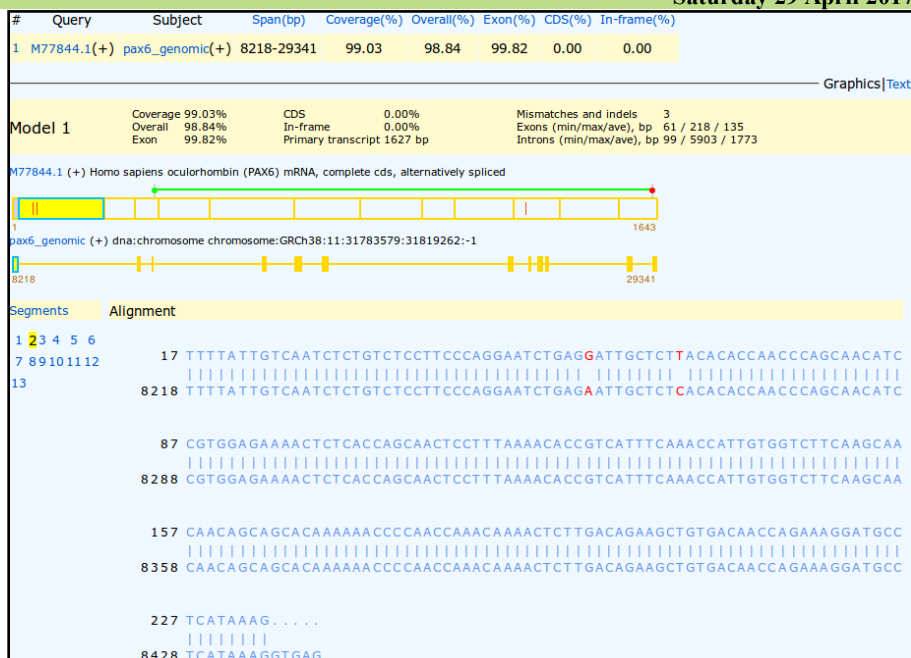 Saturday 29 April 2017
# Query Subject Span(bp) Coverage(%) Overall(%) Exon(%) CDS(%) In-frame(%)
1 M77844.1(+) pax6_genomic(+) 8218-29341 99.03 98.84 99.82 0.00 0.00
Graphics|Text
Model 1
Coverage 99.03% CDS 0.00% Mismatches and indels 3
Overall 98.84% In-frame 0.00% Exons (min/max/ave), bp 61 / 218 / 135
Exon 99.82% Primary transcript 1627 bp Introns (min/max/ave), bp 99 / 5903 / 1773
M77844.1 (+) Homo sapiens oculorhombin (PAX6) mRNA, complete cds, alternatively spliced
1 1643
pax6_genomic (+) dna:chromosome chromosome:GRCh38:11:31783579:31819262:-1
8218 29341
Segments Alignment
1 2 3 4 5 6
7 8 9 10 11 12
13
17 TTTTATTGTCAATCTCTGTCTCCTTCCCAGGAATCTGAGGATTGCTCTTACACACCAACCCAGCAACATC
8218 TTTTATTGTCAATCTCTGTCTCCTTCCCAGGAATCTGAGAATTGCTCTCACACACCAACCCAGCAACATC
87 CGTGGAGAAAACTCTCACCAGCAACTCCTTTAAAACACCGTCATTTCAAACCATTGTGGTCTTCAAGCAA
8288 CGTGGAGAAAACTCTCACCAGCAACTCCTTTAAAACACCGTCATTTCAAACCATTGTGGTCTTCAAGCAA
157 CAACAGCAGCACAAAAAACCCCAACCAAACAAAACTCTTGACAGAAGCTGTGACAACCAGAAAGGATGCC
8358 CAACAGCAGCACAAAAAACCCCAACCAAACAAAACTCTTGACAGAAGCTGTGACAACCAGAAAGGATGCC
227 TCATAAAG.....
8428 TCATAAAGGTGAG